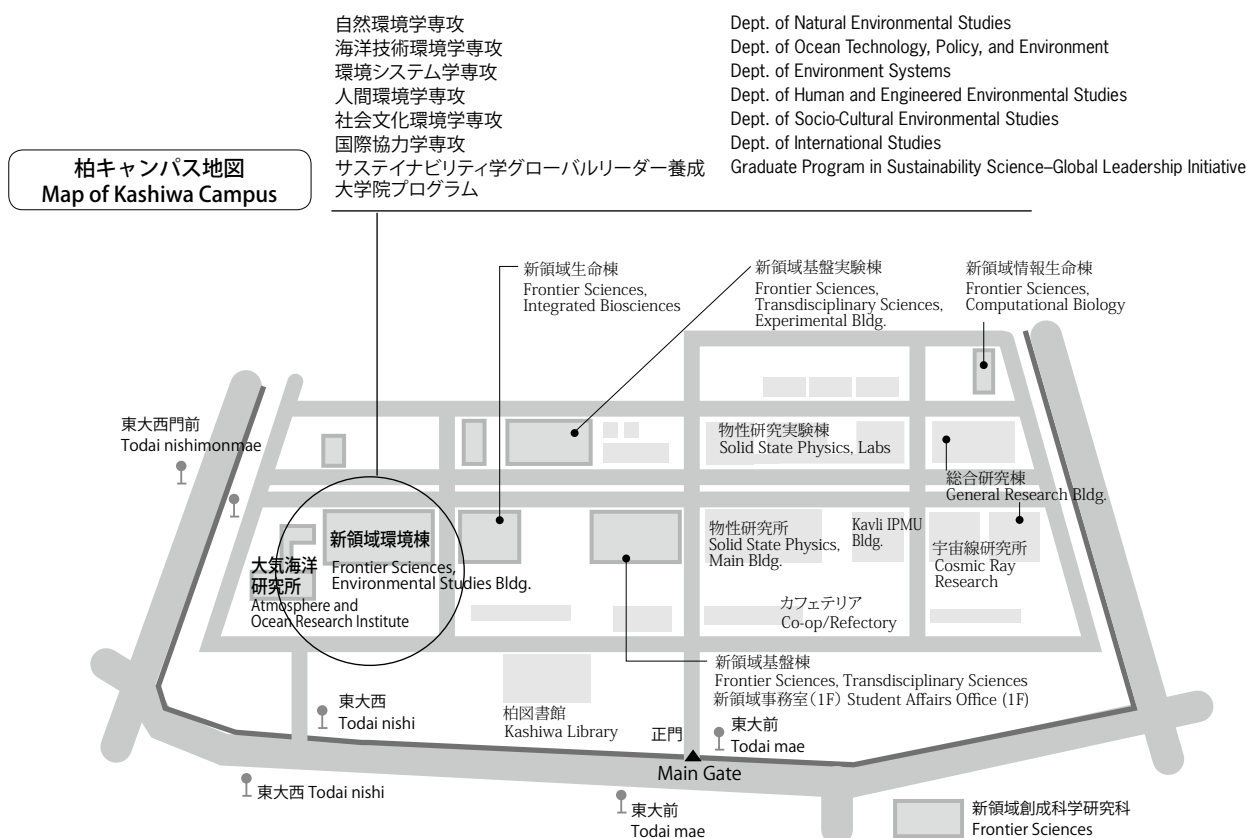 自然環境学専攻 Dept. of Natural Environmental Studies
海洋技術環境学専攻 Dept. of Ocean Technology, Policy, and Environment
環境システム学専攻 Dept. of Environment Systems
人間環境学専攻 Dept. of Human and Engineered Environmental Studies
社会文化環境学専攻 Dept. of Socio-Cultural Environmental Studies
国際協力学専攻 Dept. of International Studies
サステイナビリティ学グローバルリーダー養成 Graduate Program in Sustainability Science–Global Leadership Initiative
大学院プログラム
柏キャンパス地図
Map of Kashiwa Campus
新領域生命棟
Frontier Sciences,
Integrated Biosciences
新領域基盤実験棟
Frontier Sciences,
Transdisciplinary Sciences,
Experimental Bldg.
新領域情報生命棟
Frontier Sciences,
Computational Biology
東大西門前
Todai nishimonmae
物性研究実験棟
Solid State Physics, Labs
総合研究棟
General Research Bldg.
新領域環境棟
Frontier Sciences,
Environmental Studies Bldg.
大気海洋
研究所
Atmosphere and
Ocean Research Institute
物性研究所
Solid State Physics,
Main Bldg.
Kavli IPMU
Bldg.
宇宙線研究所
Cosmic Ray
Research
カフェテリア
Co-op/Refectory
新領域基盤棟
Frontier Sciences, Transdisciplinary Sciences
新領域事務室(1F) Student Affairs Office (1F)
東大西
Todai nishi
柏図書館
Kashiwa Library
正門
東大前
Todai mae
Main Gate
東大西 Todai nishi
東大前
Todai mae
新領域創成科学研究科
Frontier Sciences